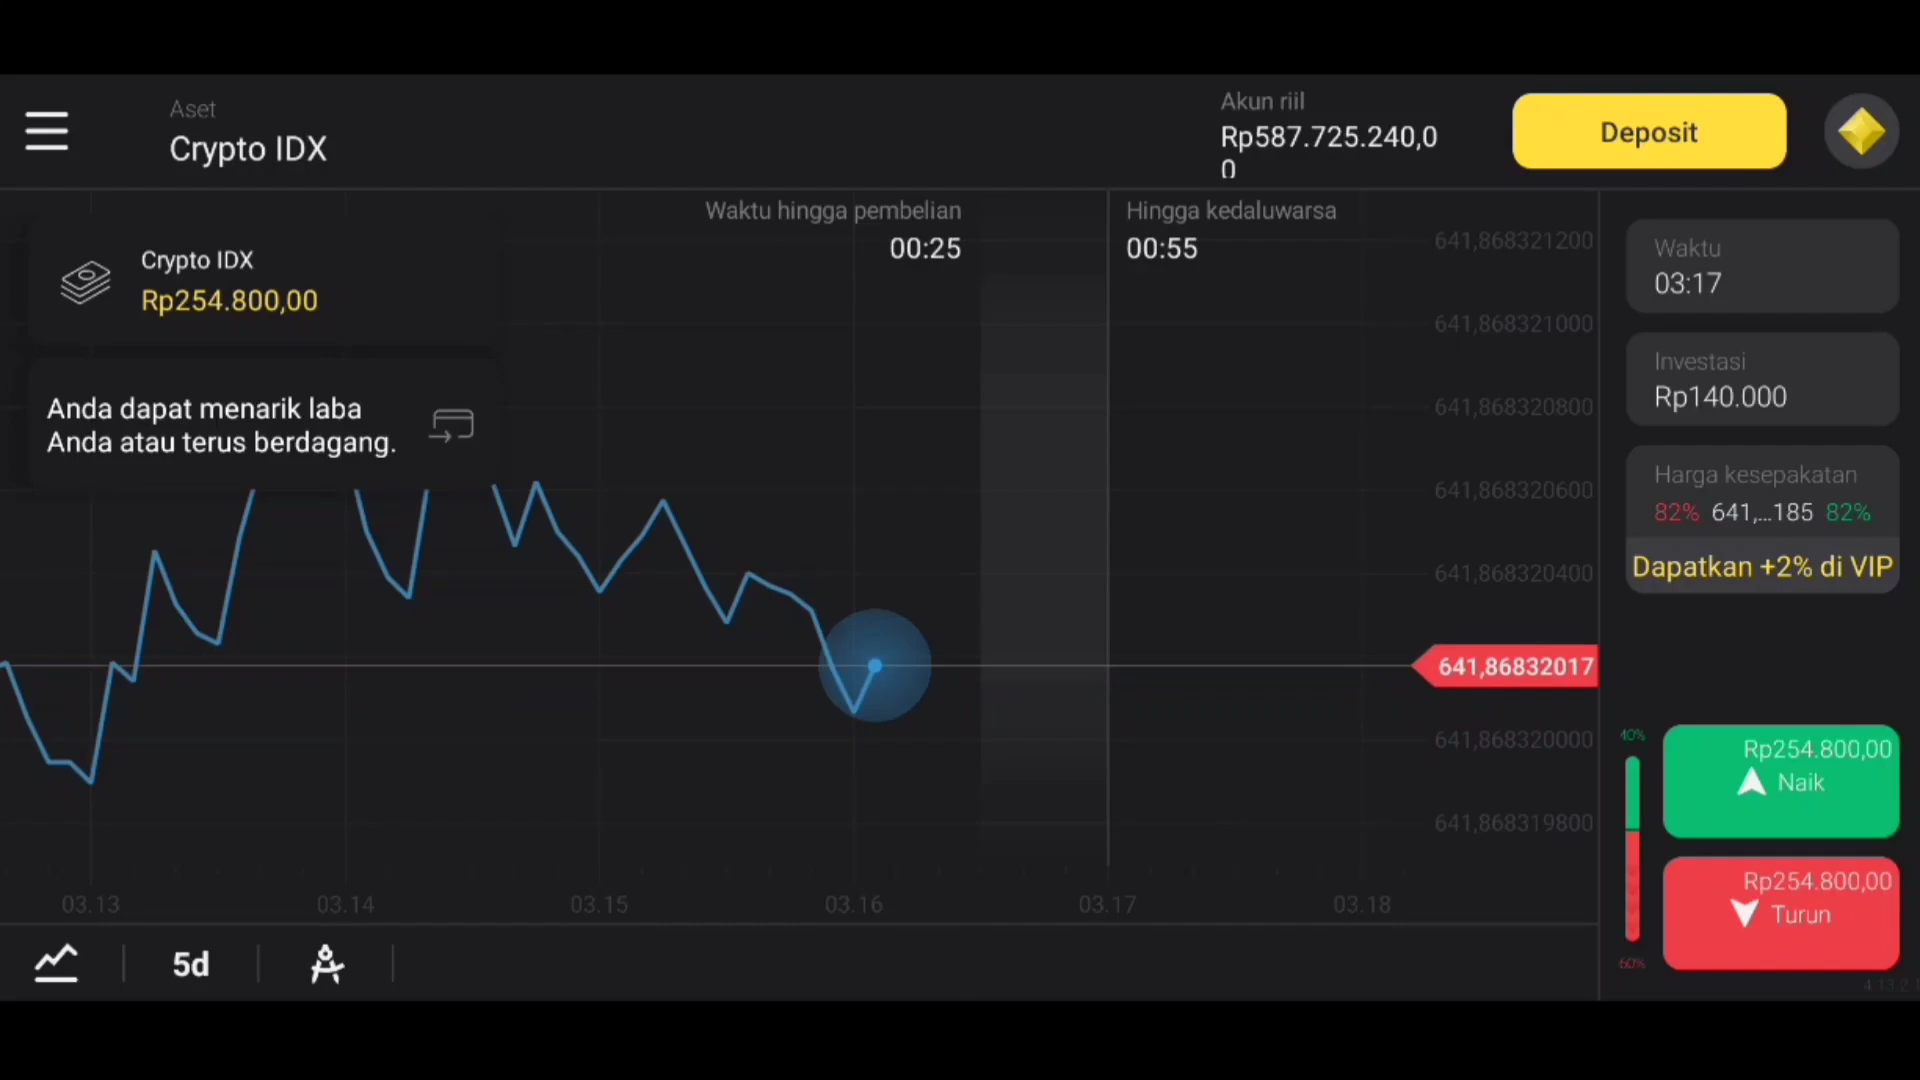 Aset
Crypto IDX
Akun riil
Rp587.725.240,0
0
Deposit
Waktu hingga pembelian
00:25
Hingga kedaluwarsa
00:55
Crypto IDX
Rp254.800,00
Anda dapat menarik laba
Anda atau terus berdagang.
641,868321200
641,868321000
641,868320800
641,868320600
641,868320400
641,86832017
641,868320000
641,868319800
03.13
03.14
03.15
03.16
03.17
03.18
5d
Waktu
03:17
Investasi
Rp140.000
Harga kesepakatan
82% 641,...185 82%
Dapatkan +2% di VIP
40%
Rp254.800,00
Naik
Rp254.800,00
Turun
60%